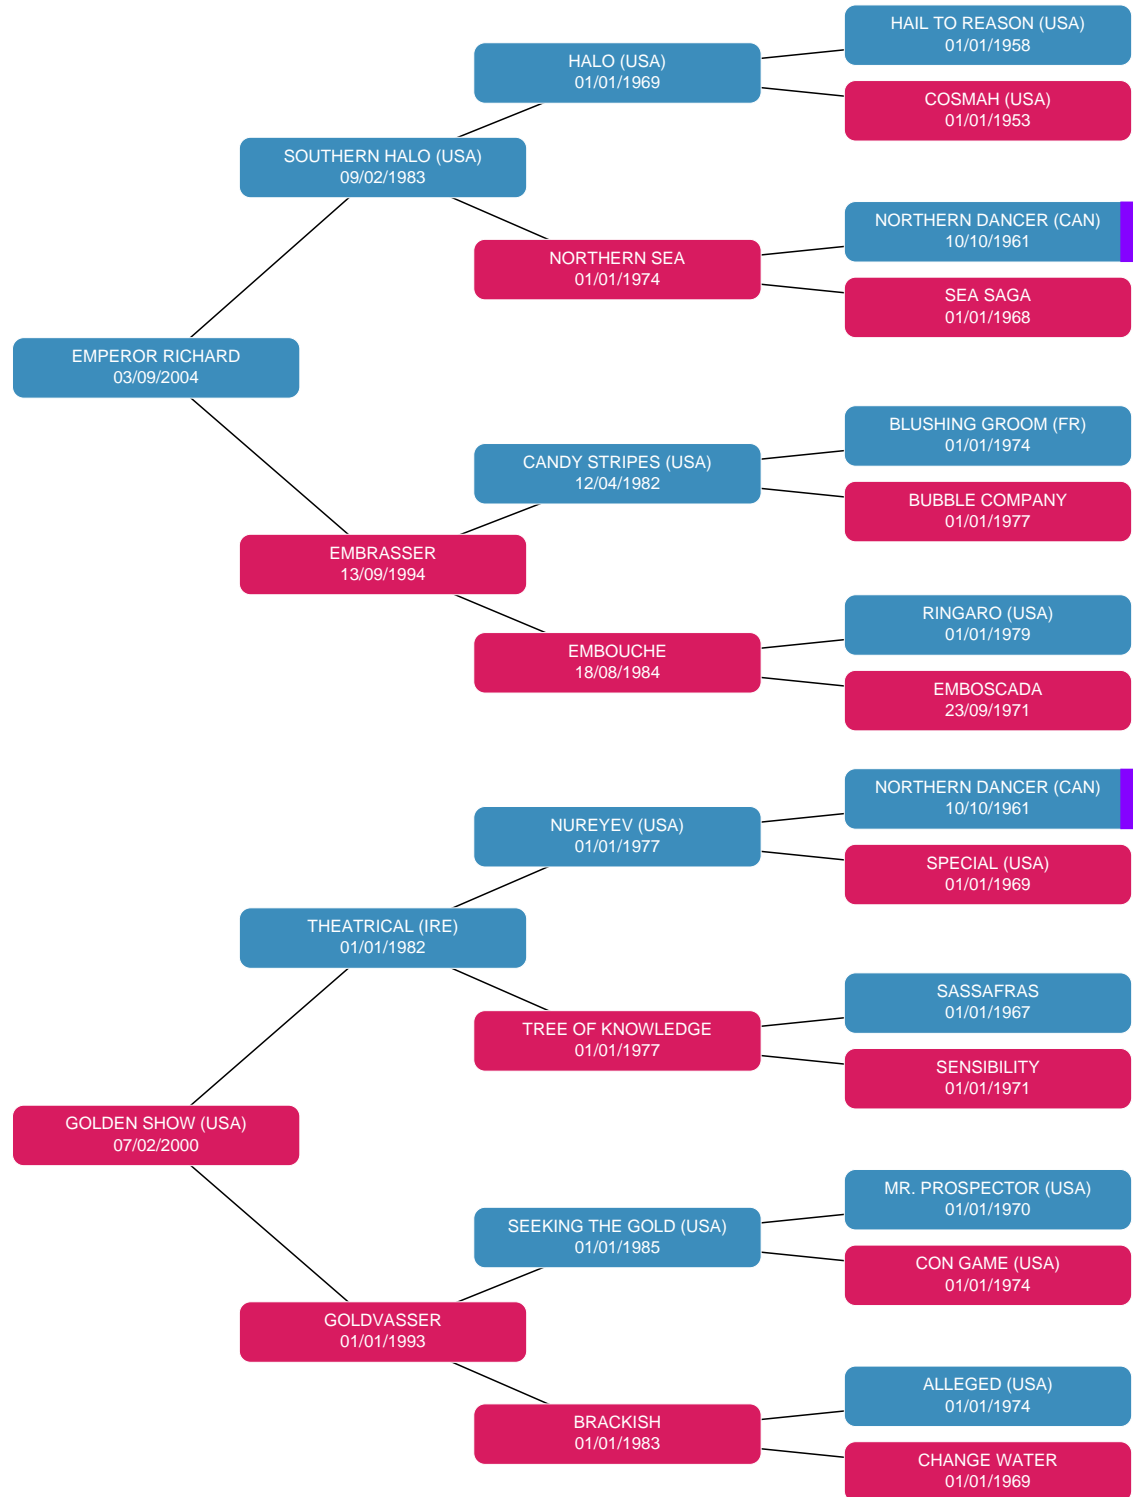 HAIL TO REASON (USA)
01/01/1958
HALO (USA)
01/01/1969
COSMAH (USA)
01/01/1953
SOUTHERN HALO (USA)
09/02/1983
NORTHERN DANCER (CAN)
10/10/1961
NORTHERN SEA
01/01/1974
SEA SAGA
01/01/1968
EMPEROR RICHARD
03/09/2004
BLUSHING GROOM (FR)
01/01/1974
CANDY STRIPES (USA)
12/04/1982
BUBBLE COMPANY
01/01/1977
EMBRASSER
13/09/1994
RINGARO (USA)
01/01/1979
EMBOUCHE
18/08/1984
EMBOSCADA
23/09/1971
NORTHERN DANCER (CAN)
10/10/1961
NUREYEV (USA)
01/01/1977
SPECIAL (USA)
01/01/1969
THEATRICAL (IRE)
01/01/1982
SASSAFRAS
01/01/1967
TREE OF KNOWLEDGE
01/01/1977
SENSIBILITY
01/01/1971
GOLDEN SHOW (USA)
07/02/2000
MR. PROSPECTOR (USA)
01/01/1970
SEEKING THE GOLD (USA)
01/01/1985
CON GAME (USA)
01/01/1974
GOLDVASSER
01/01/1993
ALLEGED (USA)
01/01/1974
BRACKISH
01/01/1983
CHANGE WATER
01/01/1969